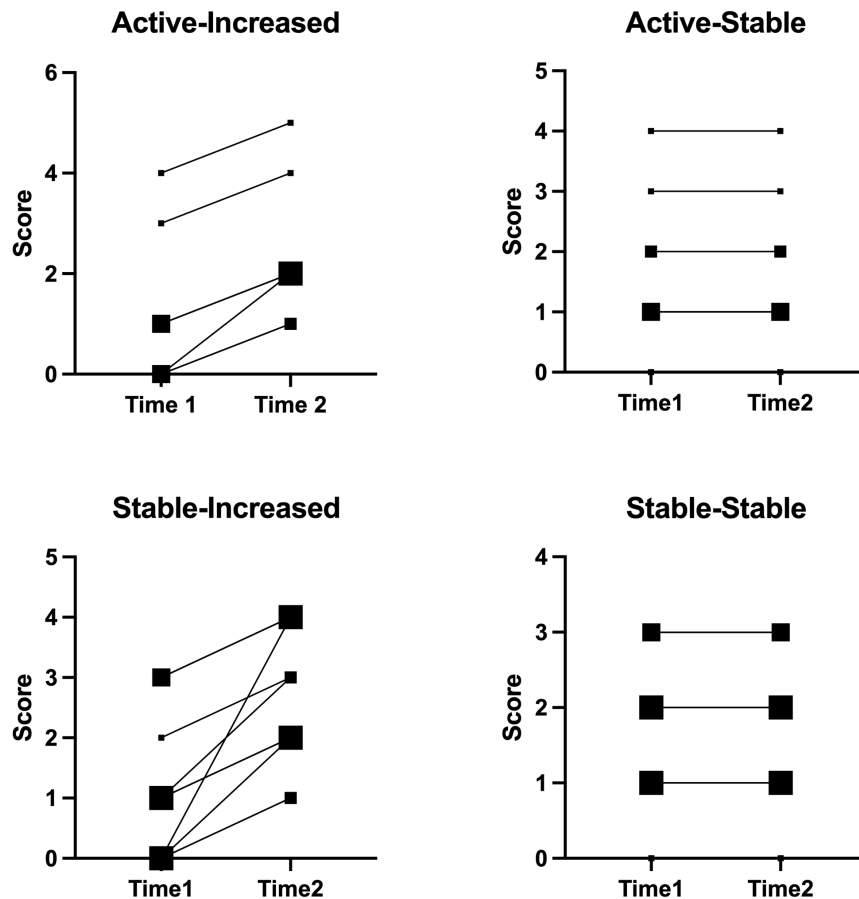 Active-Increased
6
4
2
0
Score
Time 1
Time 2
Active-Stable
5
4
3
2
1
0
Score
Time1
Time2
Stable-Increased
5
4
3
2
1
0
Score
Time1
Time2
Stable-Stable
4
3
2
1
0
Score
Time1
Time2